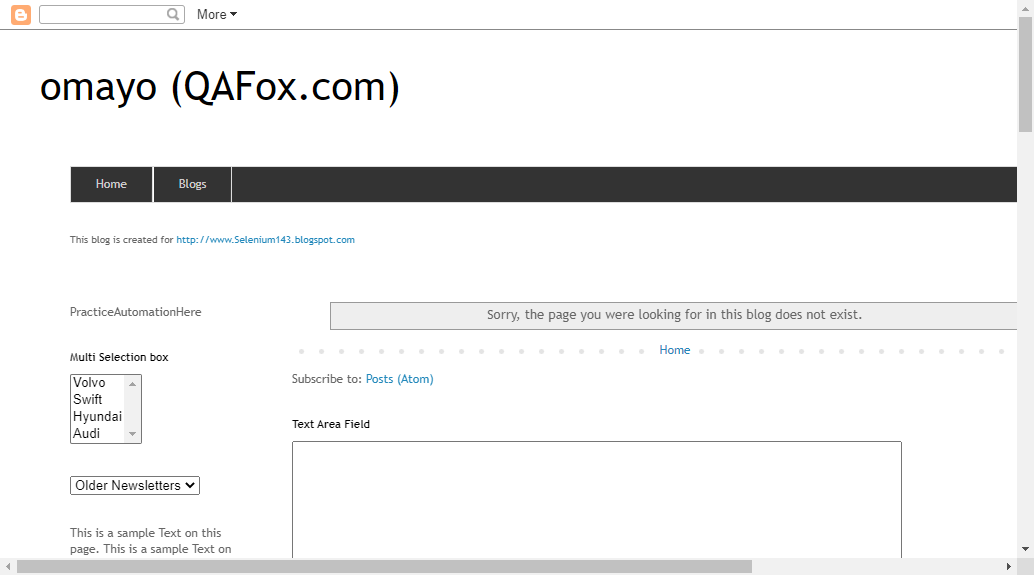 More
omayo (QAFox.com)
Home
Blogs
This blog is created for http://www.Selenium143.blogspot.com
PracticeAutomationHere
Sorry, the page you were looking for in this blog does not exist.
Home
Multi Selection box
Volvo
Swift
Hyundai
Audi
Subscribe to: Posts (Atom)
Text Area Field
Older Newsletters
This is a sample Text on this
page. This is a sample Text on